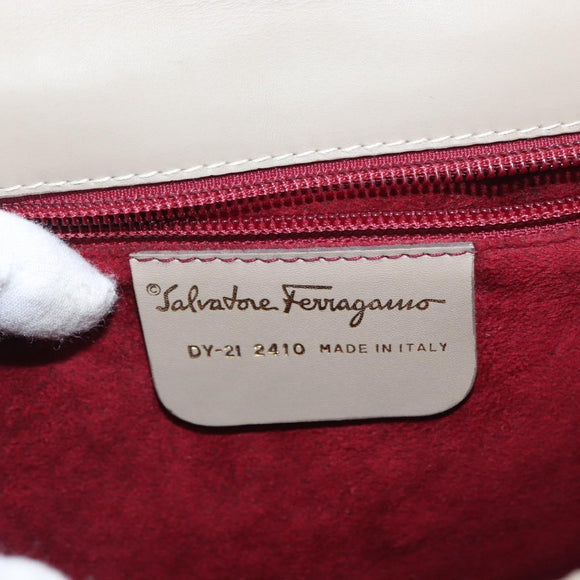 © Salvatore Ferragamo
DY-21 2410 MADE IN ITALY